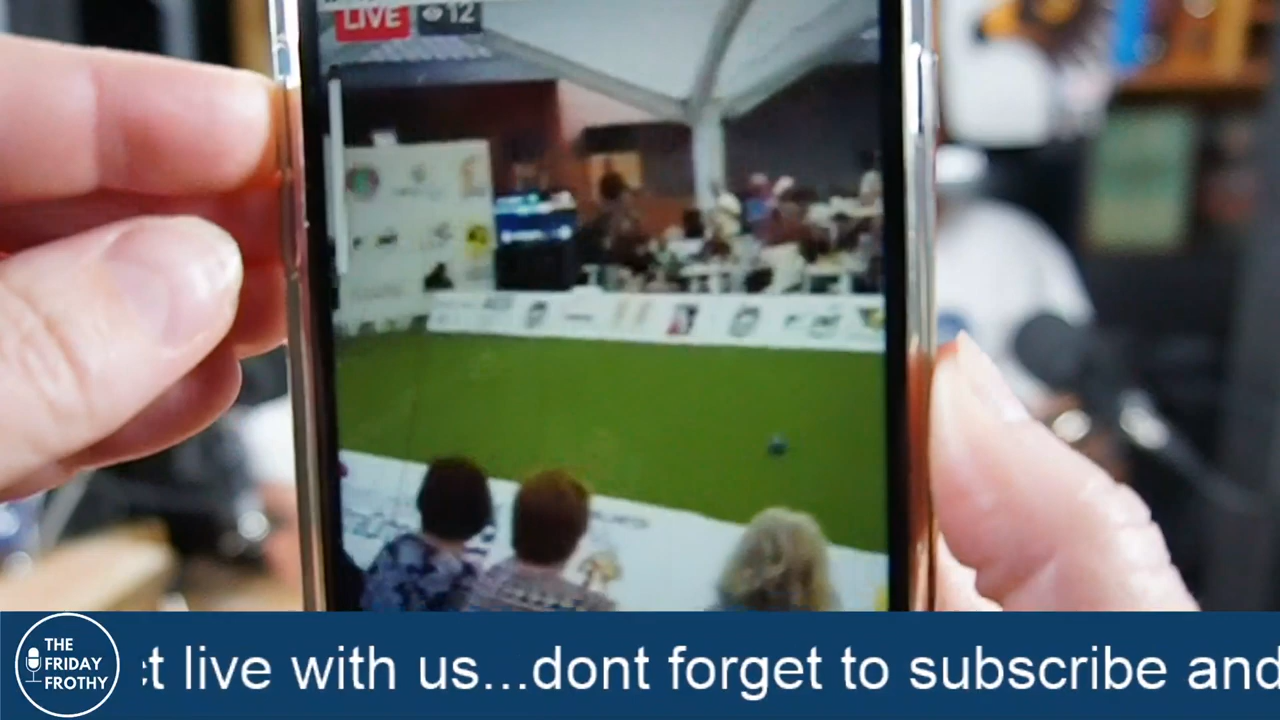 LIVE 12
THE
FRIDAY
FROTHY
t live with us...dont forget to subscribe and